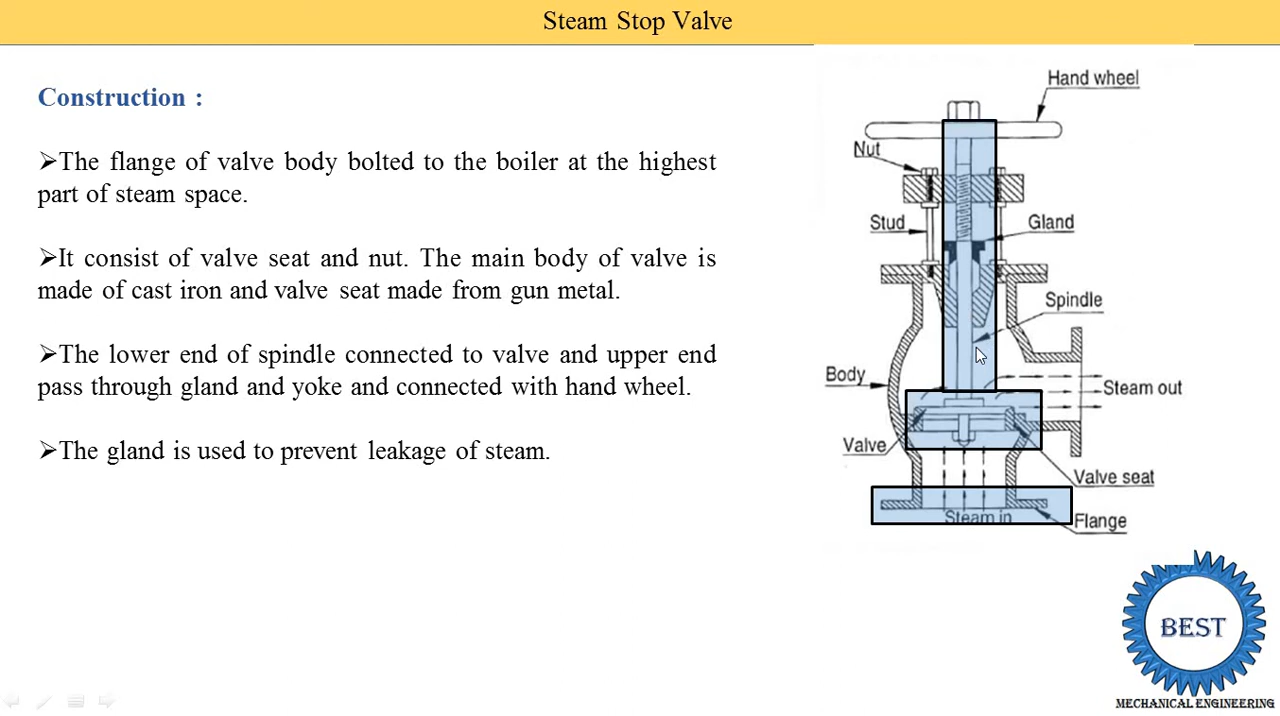 Steam Stop Valve
Construction :
➢The flange of valve body bolted to the boiler at the highest
part of steam space.
➢It consist of valve seat and nut. The main body of valve is
made of cast iron and valve seat made from gun metal.
➢The lower end of spindle connected to valve and upper end
pass through gland and yoke and connected with hand wheel.
➢The gland is used to prevent leakage of steam.
Hand wheel
Nut
Stud
Gland
Spindle
Body
Steam out
Valve
Valve seat
Steam in
Flange
BEST
MECHANICAL ENGINEERING